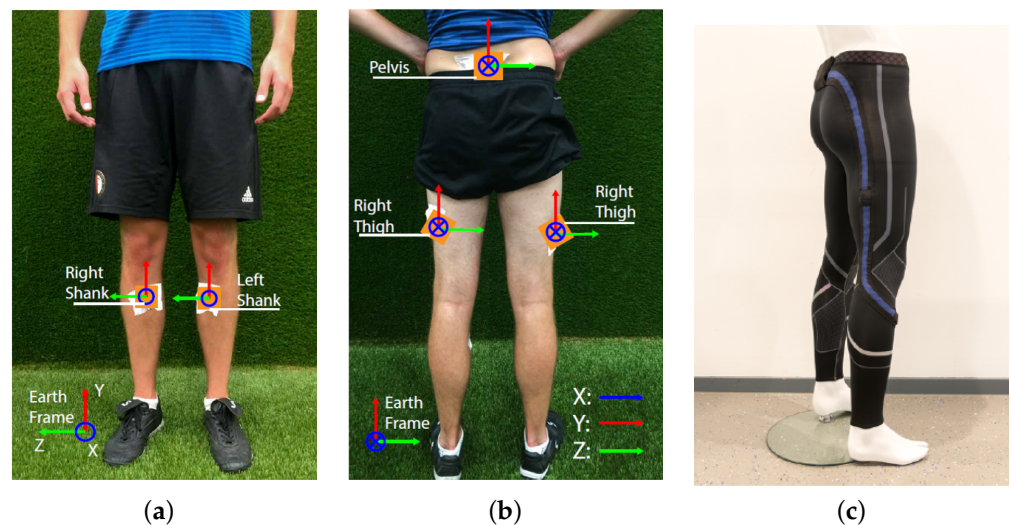 Right
Shank
Left
Shank
Earth
Frame
Y
Z
X
(a)
Pelvis
Right
Thigh
Right
Thigh
Earth
Frame
X:
Y:
Z:
(b)
(c)